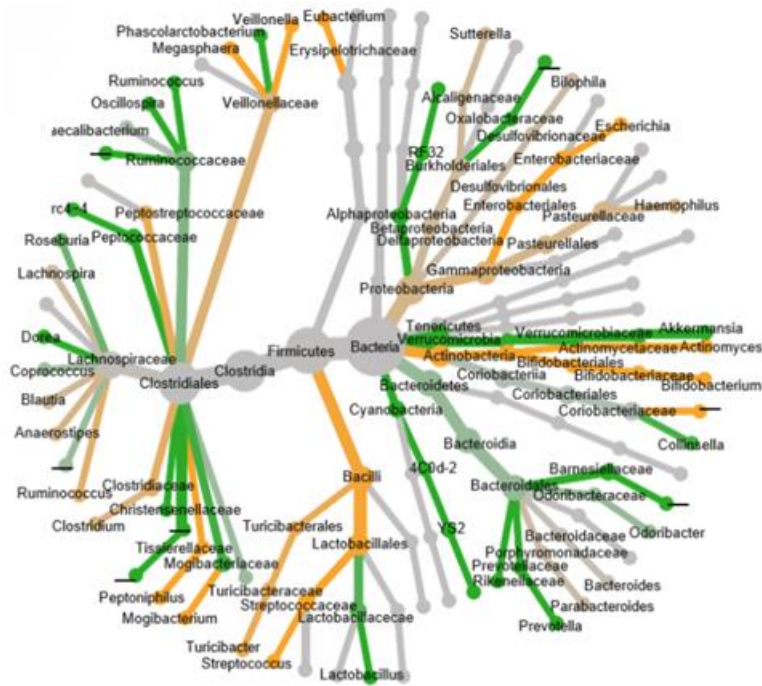 Eubacterium
Veillonella
Phascolarctobacterium
Megasphaera
Erysipelotrichaceae
Sutterella
Bilophila
Ruminococcus
Oscillospira
Veillonellaceae
Alcaligenaceae
Oxalobacteraceae
Escherichia
aecalibacterium
Desulfovibrionaceae
RF32
Enterobacteriaceae
Ruminococcaceae
Burkholderiales
Desulfovibrionales
Haemophilus
rc4-4
Peptostreptococcaceae
Alphaproteobacteria
Enterobacteriales
Pasteurellaceae
Betaproteobacteria
Roseburia
Peptococcaceae
Deltaproteobacteria
Pasteurellales
Lachnospira
Gammaproteobacteria
Proteobacteria
Tenericutes
Verrucomicrobiaceae
Akkermansia
Dorea
Verrucomicrobia
Firmicutes
Bacteria
Actinomycetaceae
Actinomyces
Lachnospiraceae
Actinobacteria
Bifidobacteriales
Coprococcus
Clostridia
Clostridiales
Bacteroidetes
Coriobacteriia
Bifidobacteriaceae
Bifidobacterium
Coriobacteriales
Blautia
Cyanobacteria
Coriobacteriaceae
Anaerostipes
Bacteroidia
Collinsella
4C0d-2
Barnesiellaceae
Clostridiaceae
Bacilli
Bacteroidales
Ruminococcus
Odoribacteraceae
Christensenellaceae
Clostridium
Turicibacterales
YS2
Bacteroidaceae
Odoribacter
Tissierellaceae
Lactobacillales
Porphyromonadaceae
Mogibacteriaceae
Prevotellaceae
Rikenellaceae
Bacteroides
Peptoniphilus
Turicibacteraceae
Streptococcaceae
Parabacteroides
Mogibacterium
Lactobacillaceae
Prevotella
Turicibacter
Streptococcus
Lactobacillus